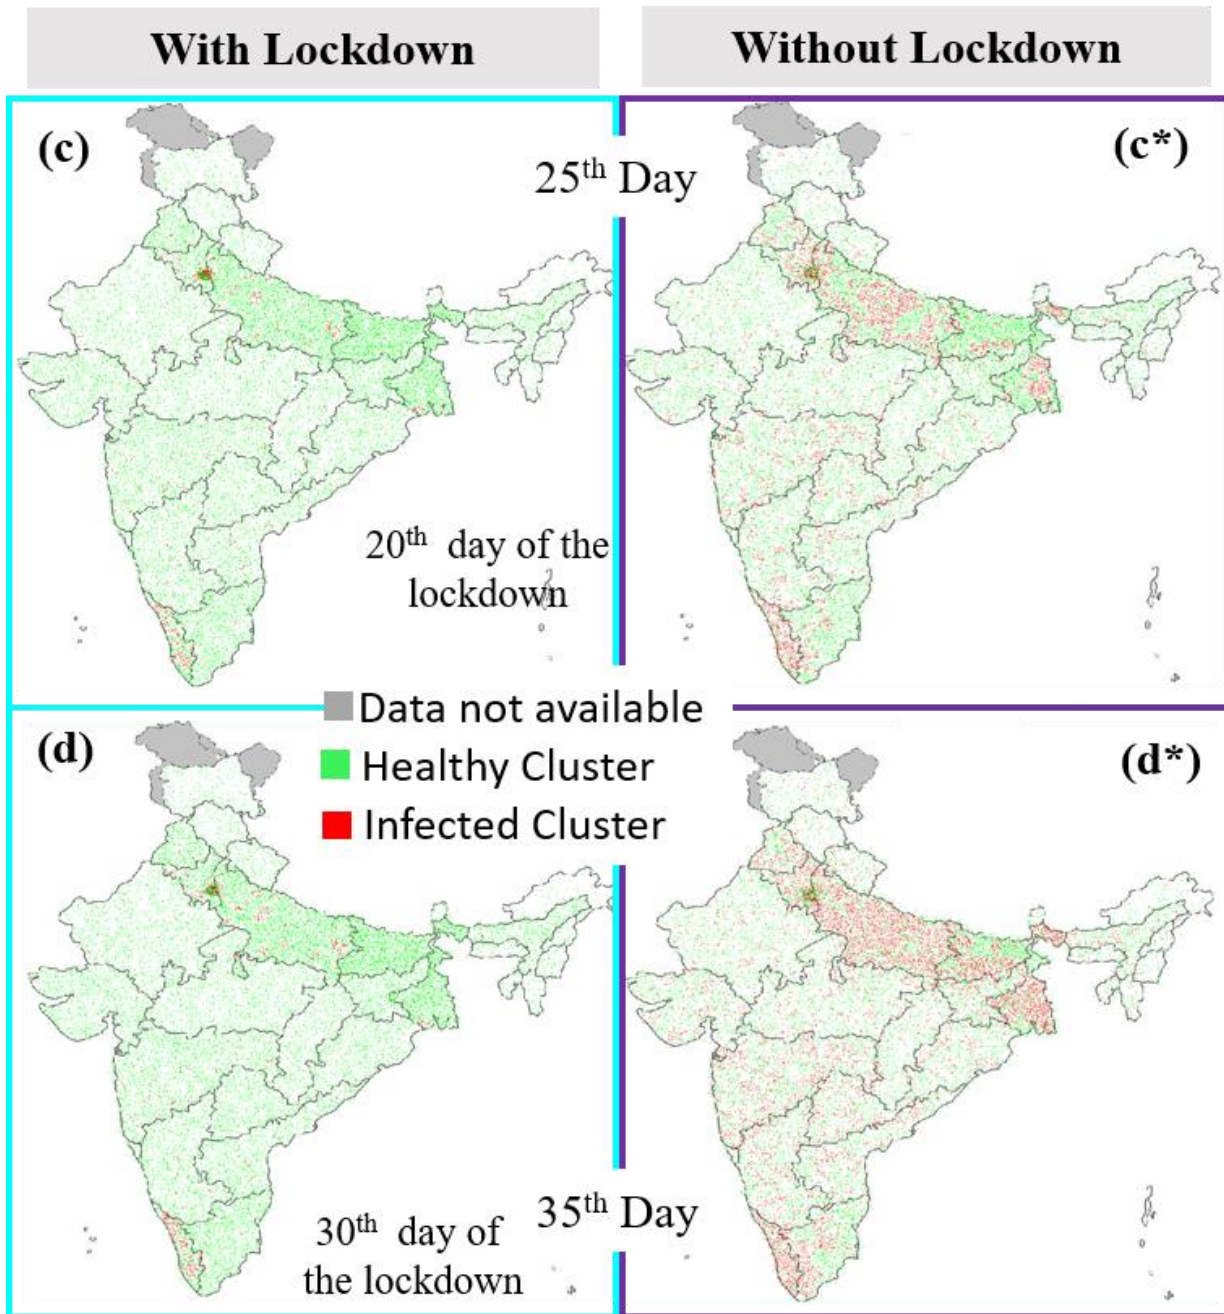 With Lockdown
Without Lockdown
(c)
(c*)
25th Day
20th day of the
lockdown
Data not available
Healthy Cluster
Infected Cluster
(d)
(d*)
35th Day
30th day of
the lockdown